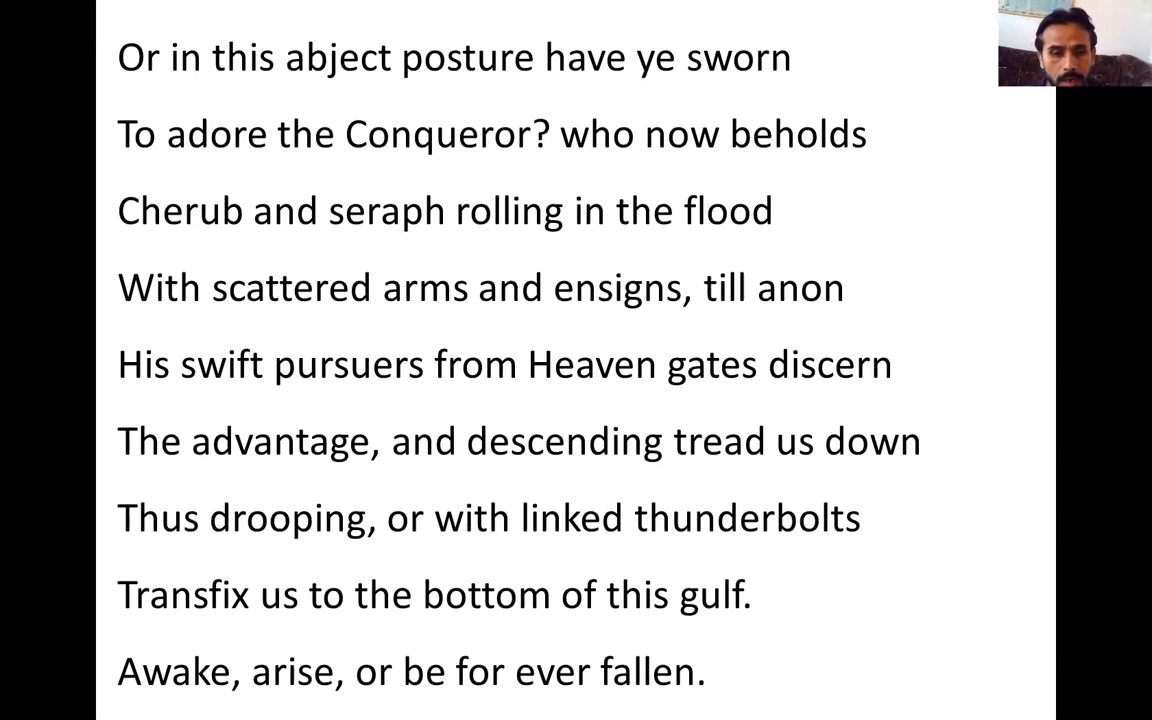 Or in this abject posture have ye sworn
To adore the Conqueror? who now beholds
Cherub and seraph rolling in the flood
With scattered arms and ensigns, till anon
His swift pursuers from Heaven gates discern
The advantage, and descending tread us down
Thus drooping, or with linked thunderbolts
Transfix us to the bottom of this gulf.
Awake, arise, or be for ever fallen.